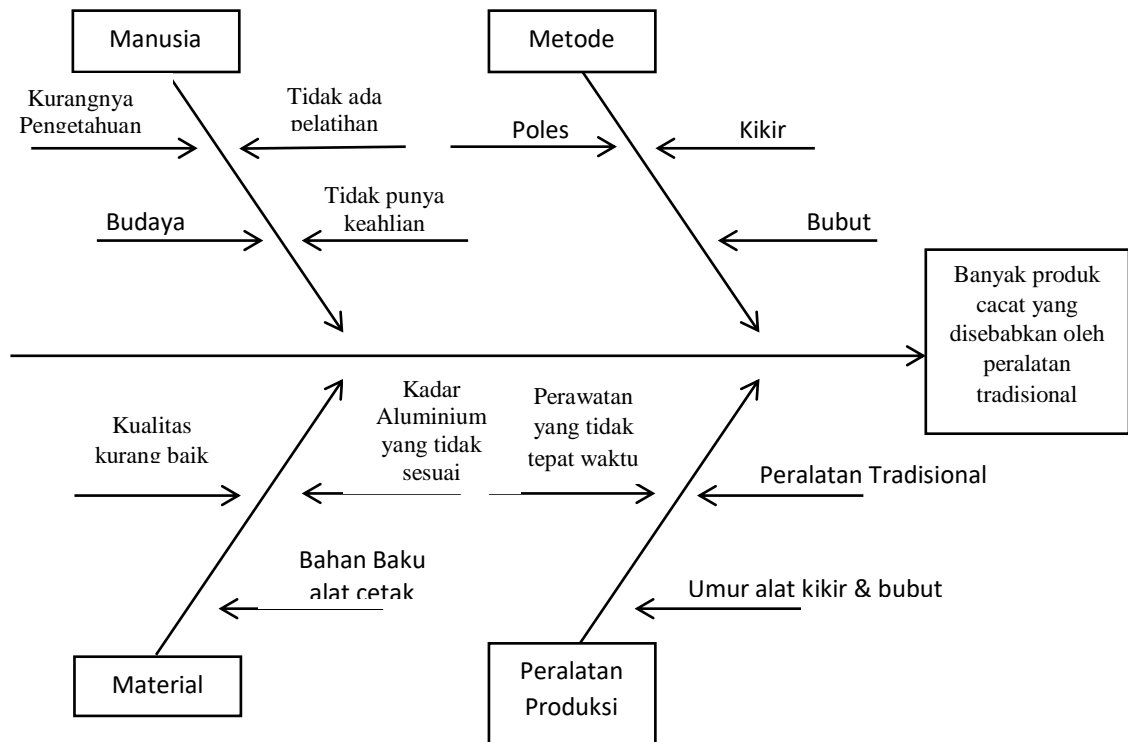 Manusia
Metode
Kurangnya
Pengetahuan
Tidak ada
pelatihan
Poles
Kikir
Budaya
Tidak punya
keahlian
Bubut
Banyak produk
cacat yang
disebabkan oleh
peralatan
tradisional
Kualitas
kurang baik
Kadar
Aluminium
yang tidak
sesuai
Perawatan
yang tidak
tepat waktu
Peralatan Tradisional
Bahan Baku
alat cetak
Umur alat kikir & bubut
Material
Peralatan
Produksi